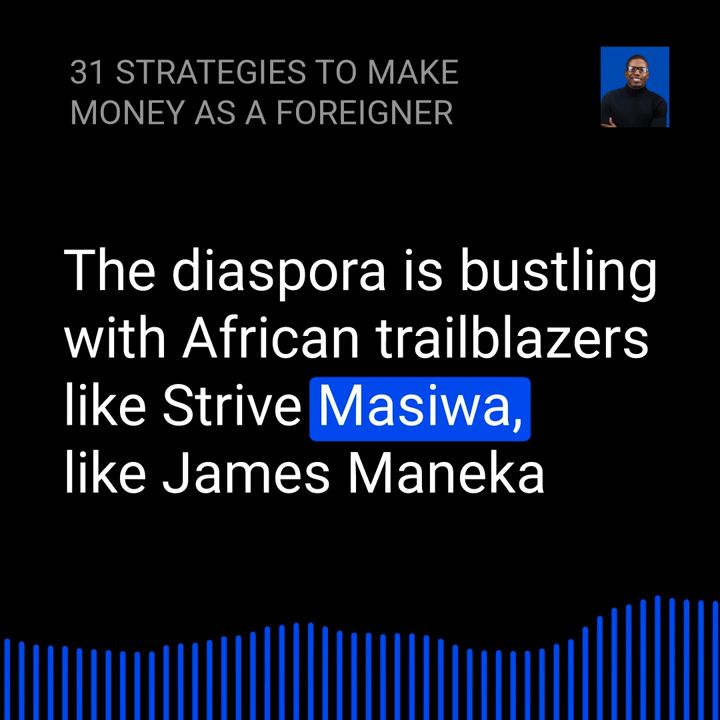 31 STRATEGIES TO MAKE
MONEY AS A FOREIGNER
The diaspora is bustling
with African trailblazers
like Strive Masiwa,
like James Maneka